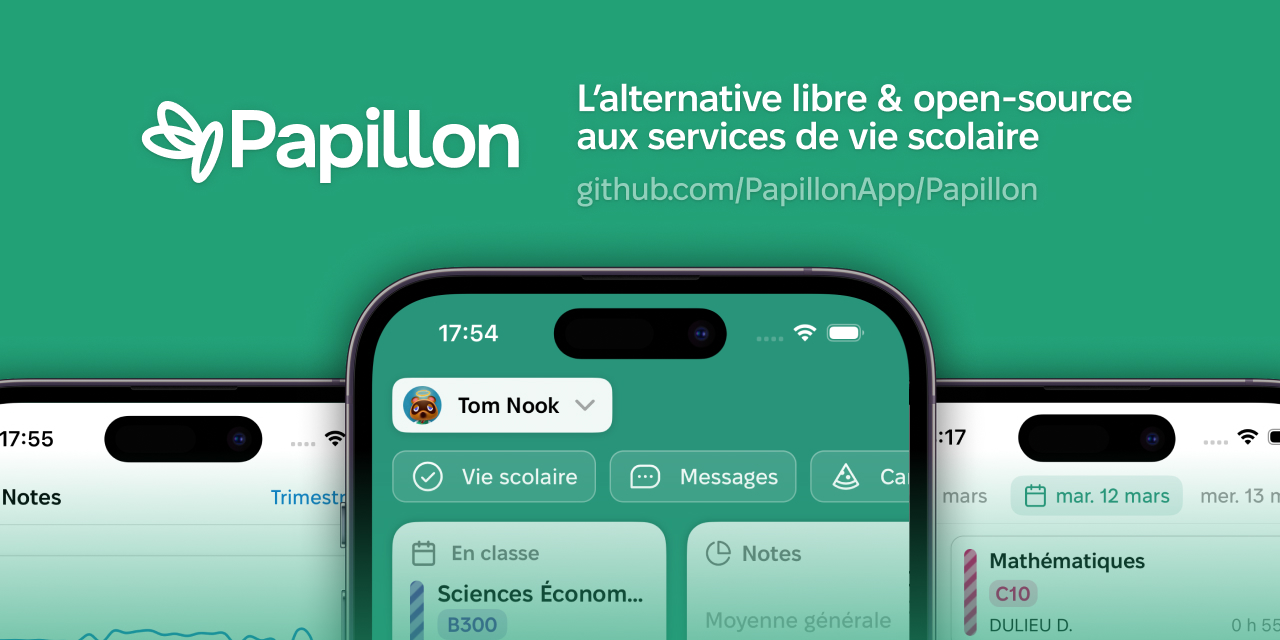 Papillon
L’alternative libre & open-source
aux services de vie scolaire
github.com/PapillonApp/Papillon
17:55
Notes
17:54
Tom Nook
Vie scolaire
Messages
En classe
Sciences Économ...
B300
Notes
Moyenne générale
:17
mars
mar. 12 mars
mer. 13
Mathématiques
C10
DULIEU D.
0 h 55